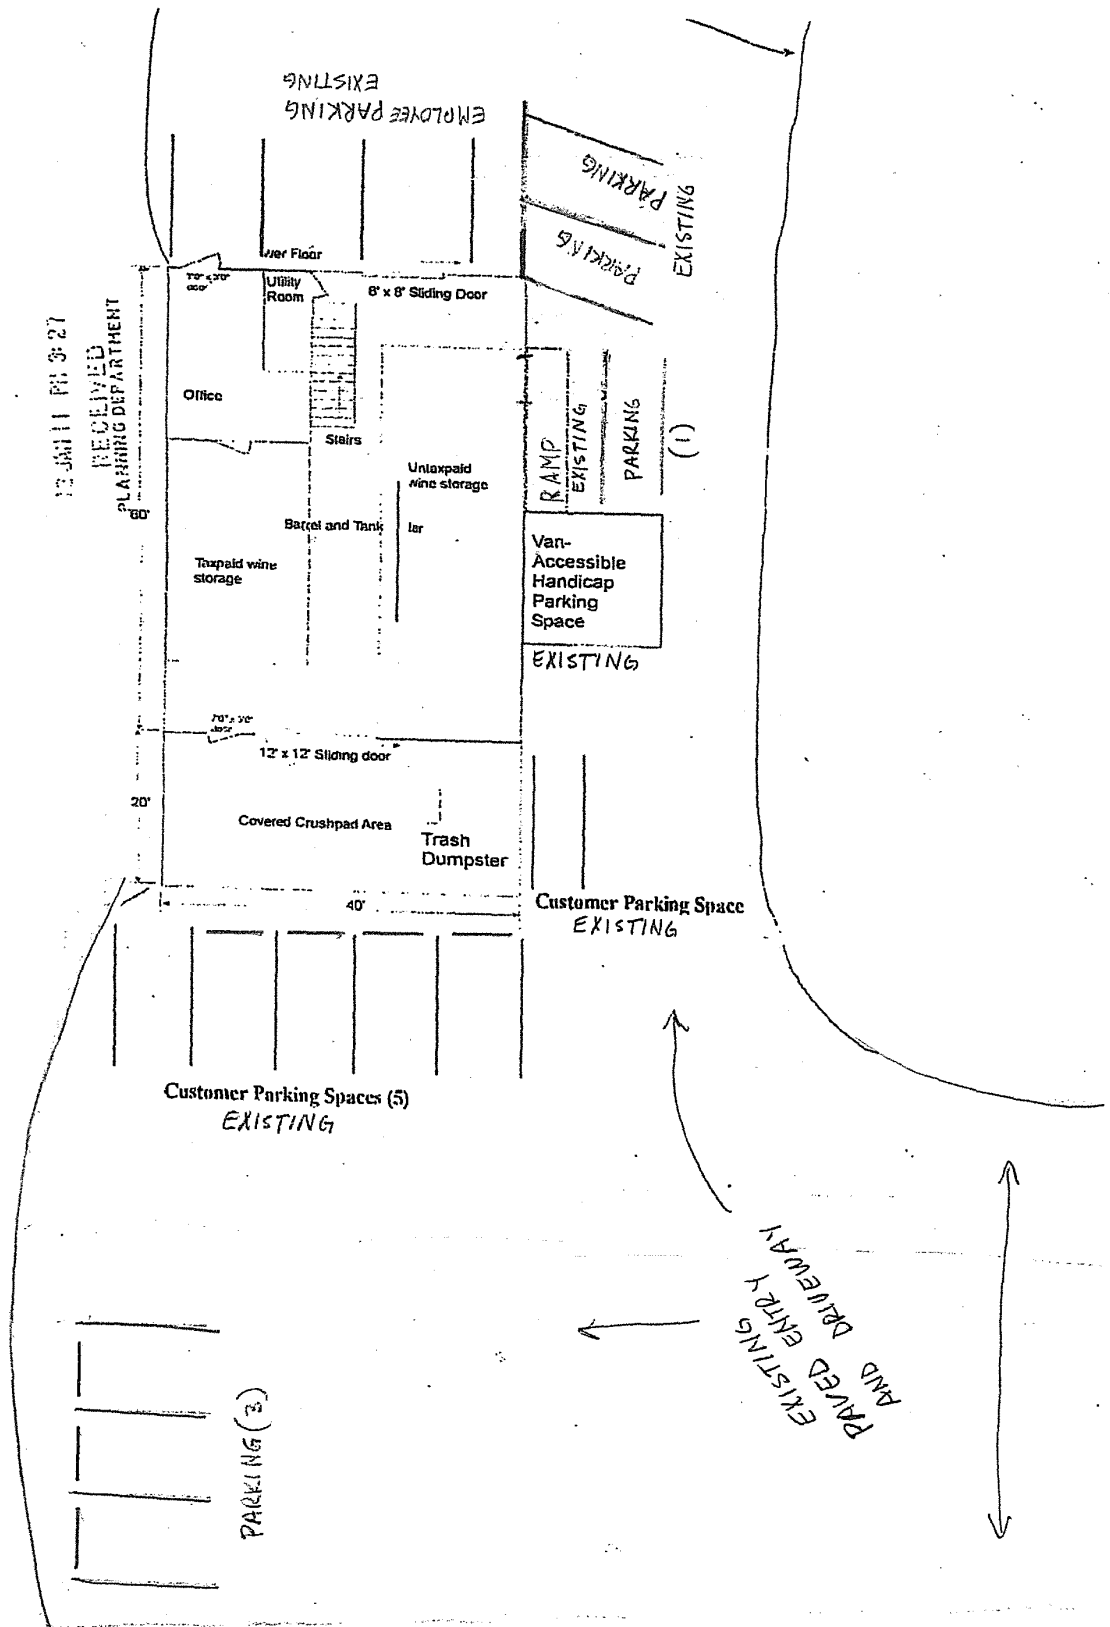 EMPLOYEE PARKING
EXISTING
PARKING
PARKING
EXISTING
wer Floor
Utility
Room
8' x 8' Sliding Door
RECEIVED
PLANNING DEPARTMENT
Office
Stairs
Untaxpaid
wine storage
RAMP
EXISTING
PARKING
(1)
60'
Barrel and Tank
lar
Taxpaid wine
storage
Van-
Accessible
Handicap
Parking
Space
EXISTING
12' x 12' Sliding door
20'
Covered Crushpad Area
Trash
Dumpster
40'
Customer Parking Space
EXISTING
Customer Parking Spaces (5)
EXISTING
EXISTING
PAVED ENTRY
AND DRIVEWAY
PARKING (3)